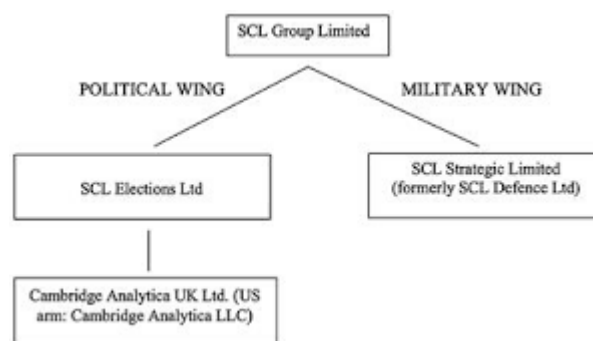 SCL Group Limited
POLITICAL WING
MILITARY WING
SCL Elections Ltd
SCL Strategic Limited
(formerly SCL Defence Ltd)
Cambridge Analytica UK Ltd. (US
arm: Cambridge Analytica LLC)